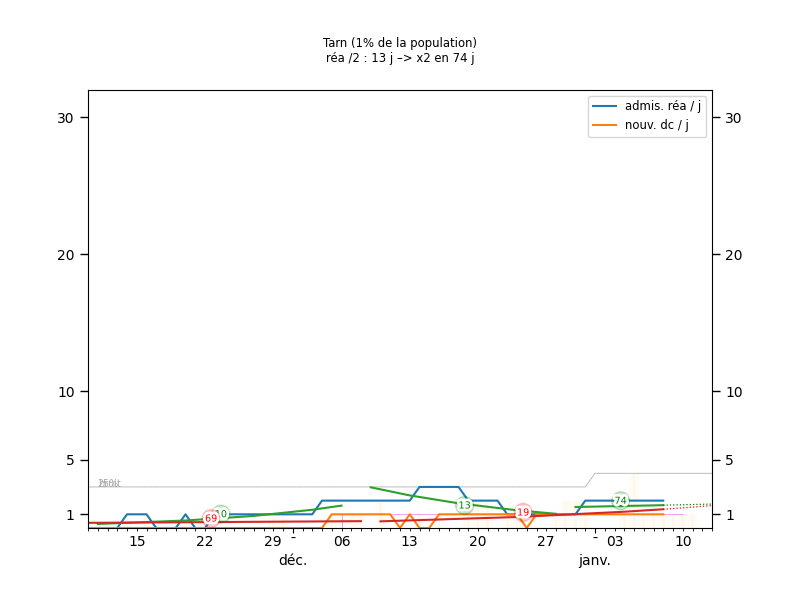 Tarn (1% de la population)
réa /2 : 13 j –> x2 en 74 j
admis. réa / j
nouv. dc / j
30 30
20 20
10 10
5 5
1 1
69 10 13 19 74
15 22 29 - 06 13 20 27 - 03 10
déc. janv.